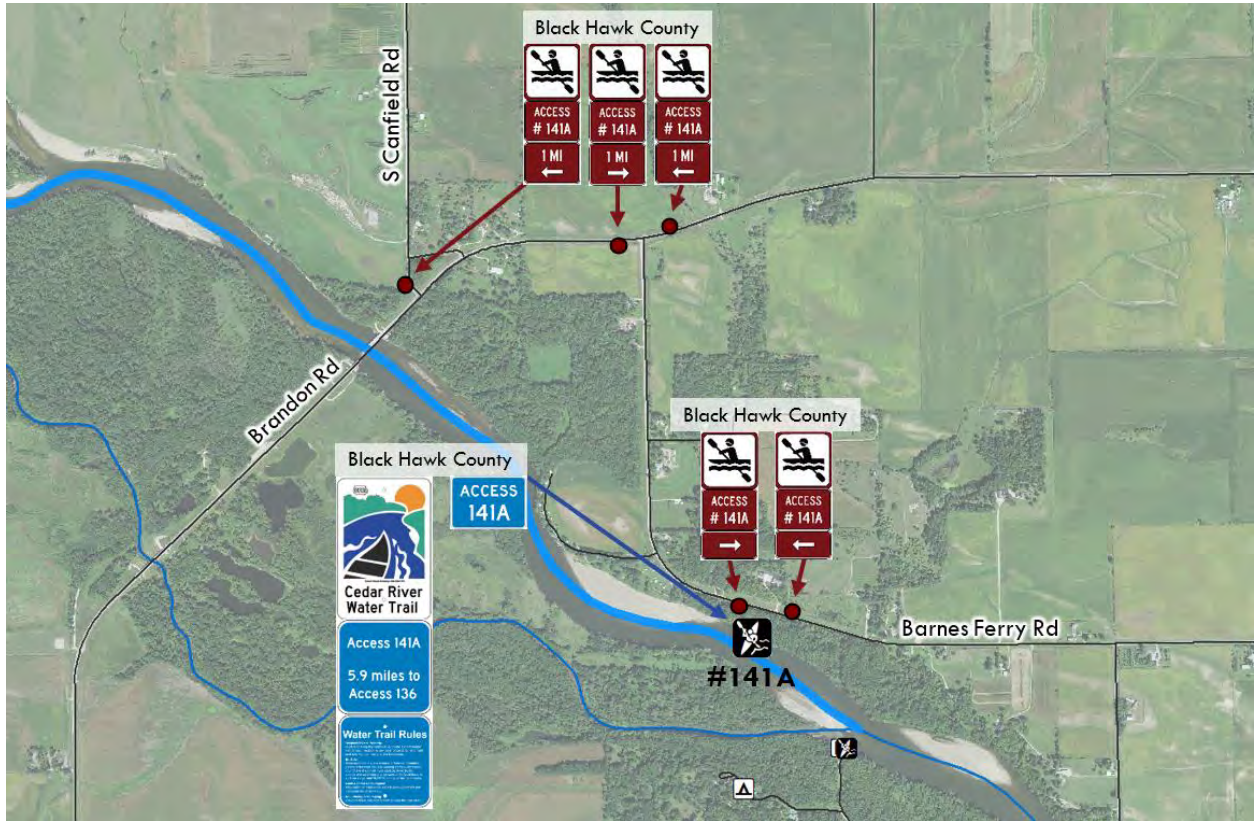 Black Hawk County
ACCESS
# 141A
1 MI
←
ACCESS
# 141A
1 MI
→
ACCESS
# 141A
1 MI
←
S Canfield Rd
Brandon Rd
Black Hawk County
ACCESS
# 141A
→
ACCESS
# 141A
←
Black Hawk County
ACCESS
141A
Cedar River
Water Trail
Access 141A
5.9 miles to
Access 136
Water Trail Rules
Barnes Ferry Rd
#141A